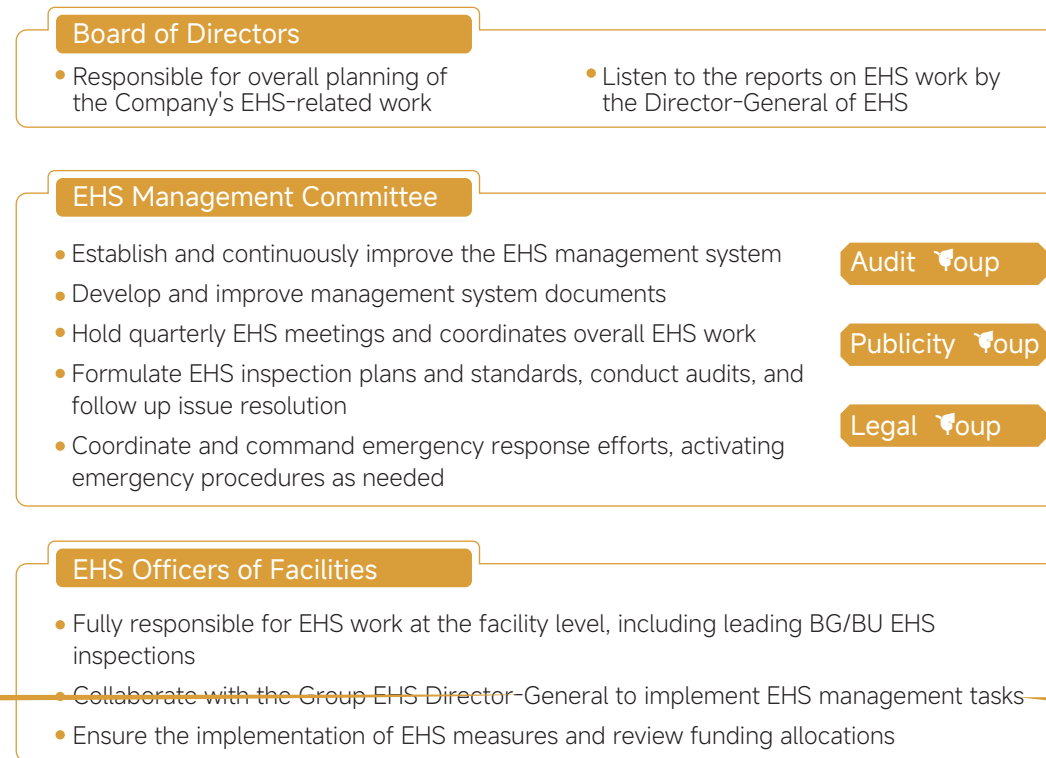 Board of Directors
• Responsible for overall planning of
the Company's EHS-related work
• Listen to the reports on EHS work by
the Director-General of EHS
EHS Management Committee
• Establish and continuously improve the EHS management system
• Develop and improve management system documents
• Hold quarterly EHS meetings and coordinates overall EHS work
• Formulate EHS inspection plans and standards, conduct audits, and
follow up issue resolution
• Coordinate and command emergency response efforts, activating
emergency procedures as needed
Audit
Publicity
Legal
EHS Officers of Facilities
• Fully responsible for EHS work at the facility level, including leading BG/BU EHS
inspections
• Collaborate with the Group EHS Director-General to implement EHS management tasks
• Ensure the implementation of EHS measures and review funding allocations